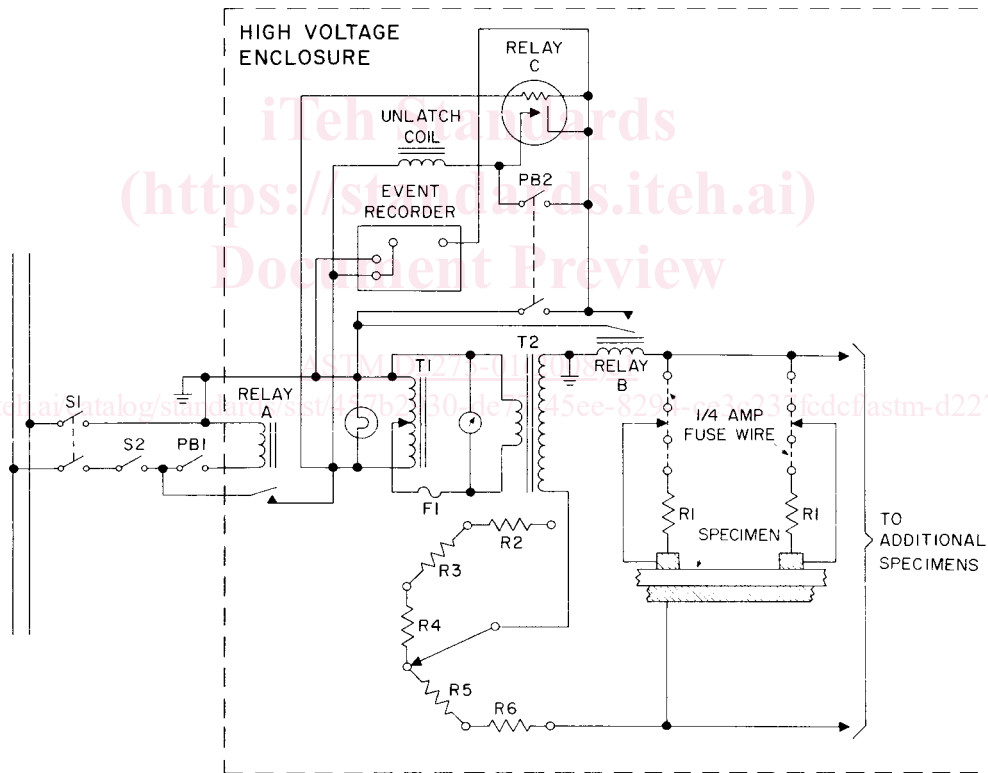 HIGH VOLTAGE
ENCLOSURE
RELAY
C
UNLATCH
COIL
iTeh Standards
PB2
(https://standards.iteh.ai)
EVENT
RECORDER
Document Preview
T2
T1
RELAY
B
RELAY
A
S1
S2
PB1
1/4 AMP
FUSE WIRE
F1
R1
R1
R2
SPECIMEN
TO
ADDITIONAL
SPECIMENS
R3
R4
R5
R6